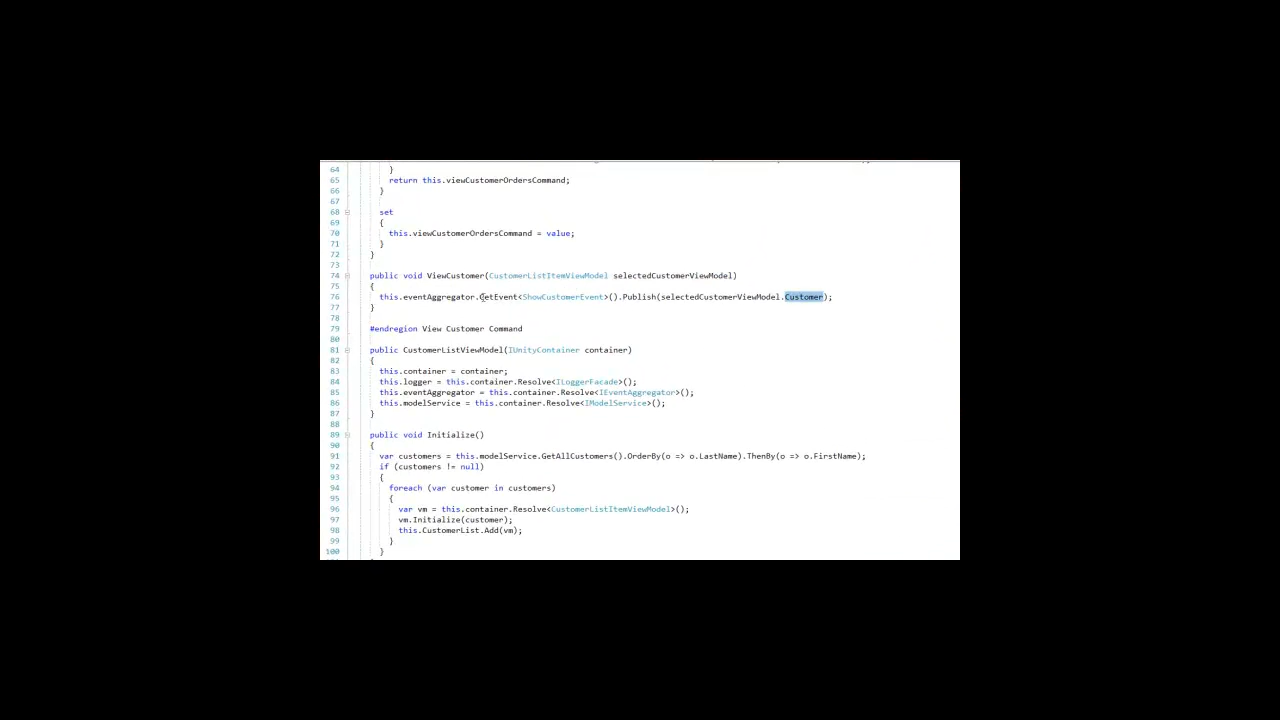 64 }
65 return this.viewCustomerOrdersCommand;
66 }
67
68 set
69 {
70 this.viewCustomerOrdersCommand = value;
71 }
72 }
73
74 public void ViewCustomer(CustomerListItemViewModel selectedCustomerViewModel)
75 {
76 this.eventAggregator.GetEvent<ShowCustomerEvent>().Publish(selectedCustomerViewModel.Customer);
77 }
78
79 #endregion View Customer Command
80
81 public CustomerListViewModel(IUnityContainer container)
82 {
83 this.container = container;
84 this.logger = this.container.Resolve<ILoggerFacade>();
85 this.eventAggregator = this.container.Resolve<IEventAggregator>();
86 this.modelService = this.container.Resolve<IModelService>();
87 }
88
89 public void Initialize()
90 {
91 var customers = this.modelService.GetAllCustomers().OrderBy(o => o.LastName).ThenBy(o => o.FirstName);
92 if (customers != null)
93 {
94 foreach (var customer in customers)
95 {
96 var vm = this.container.Resolve<CustomerListItemViewModel>();
97 vm.Initialize(customer);
98 this.CustomerList.Add(vm);
99 }
100 }